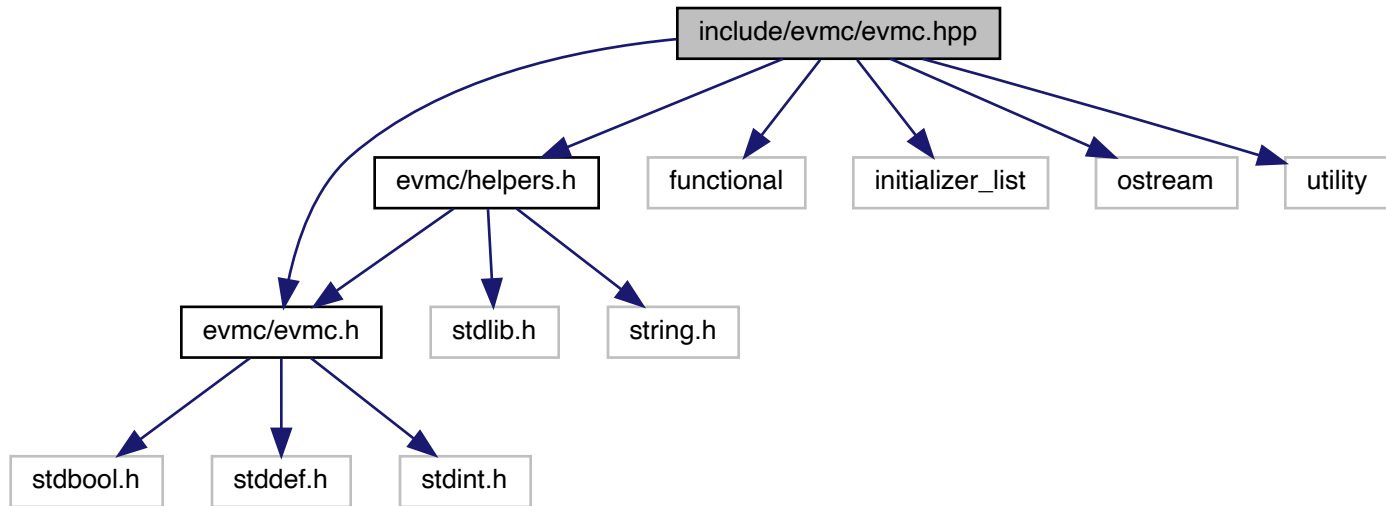 include/evmc/evmc.hpp
evmc/helpers.h
functional
initializer_list
ostream
utility
evmc/evmc.h
stdlib.h
string.h
stdbool.h
stddef.h
stdint.h